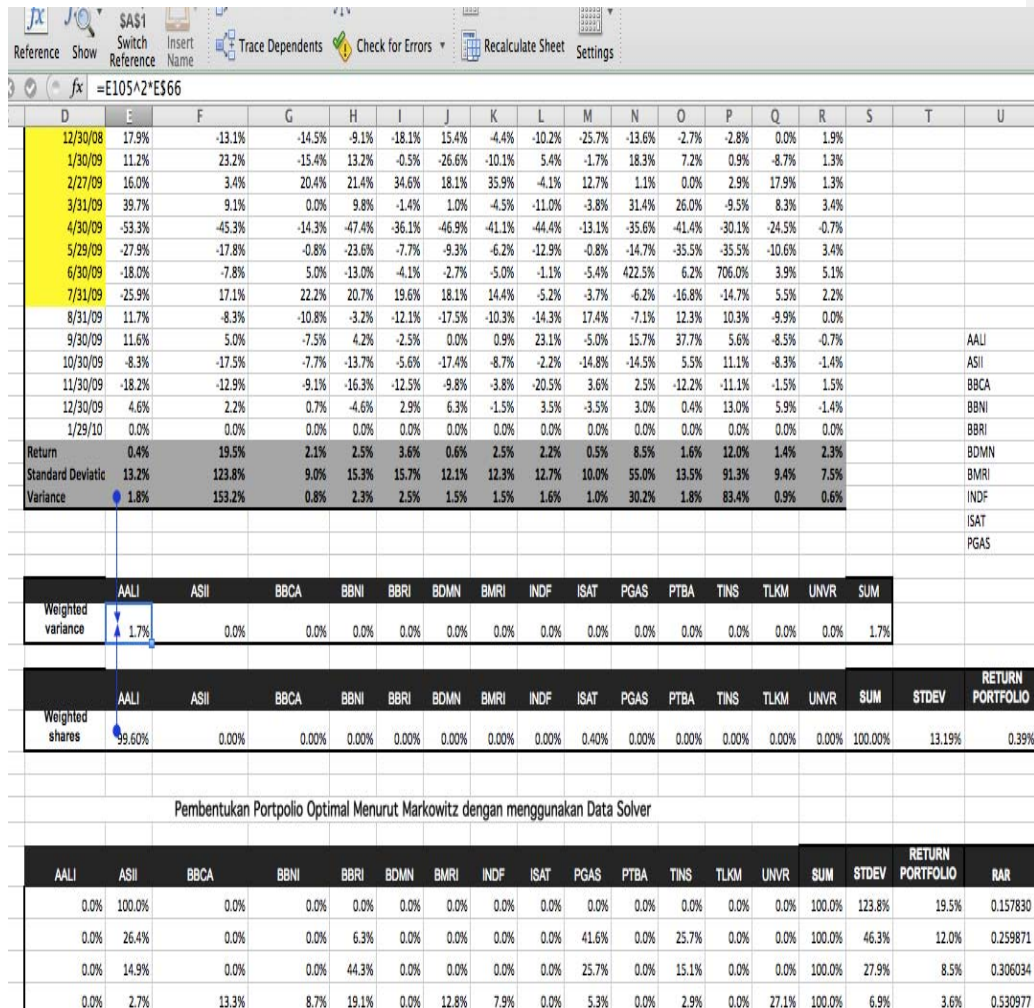 fx
$A$1
Reference Show Switch Reference Insert Name Trace Dependents Check for Errors Recalculate Sheet Settings
fx =E105^2*E$66
D E F G H I J K L M N O P Q R S T U
12/30/08 17.9% -13.1% -14.5% -9.1% -18.1% 15.4% -4.4% -10.2% -25.7% -13.6% -2.7% -2.8% 0.0% 1.9%
1/30/09 11.2% 23.2% -15.4% 13.2% -0.5% -26.6% -10.1% 5.4% -1.7% 18.3% 7.2% 0.9% -8.7% 1.3%
2/27/09 16.0% 3.4% 20.4% 21.4% 34.6% 18.1% 35.9% -4.1% 12.7% 1.1% 0.0% 2.9% 17.9% 1.3%
3/31/09 39.7% 9.1% 0.0% 9.8% -1.4% 1.0% -4.5% -11.0% -3.8% 31.4% 26.0% -9.5% 8.3% 3.4%
4/30/09 -53.3% -45.3% -14.3% -47.4% -36.1% -46.9% -41.1% -44.4% -13.1% -35.6% -41.4% -30.1% -24.5% -0.7%
5/29/09 -27.9% -17.8% -0.8% -23.6% -7.7% -9.3% -6.2% -12.9% -0.8% -14.7% -35.5% -35.5% -10.6% 3.4%
6/30/09 -18.0% -7.8% 5.0% -13.0% -4.1% -2.7% -5.0% -1.1% -5.4% 422.5% 6.2% 706.0% 3.9% 5.1%
7/31/09 -25.9% 17.1% 22.2% 20.7% 19.6% 18.1% 14.4% -5.2% -3.7% -6.2% -16.8% -14.7% 5.5% 2.2%
8/31/09 11.7% -8.3% -10.8% -3.2% -12.1% -17.5% -10.3% -14.3% 17.4% -7.1% 12.3% 10.3% -9.9% 0.0%
9/30/09 11.6% 5.0% -7.5% 4.2% -2.5% 0.0% 0.9% 23.1% -5.0% 15.7% 37.7% 5.6% -8.5% -0.7% AALI
10/30/09 -8.3% -17.5% -7.7% -13.7% -5.6% -17.4% -8.7% -2.2% -14.8% -14.5% 5.5% 11.1% -8.3% -1.4% ASII
11/30/09 -18.2% -12.9% -9.1% -16.3% -12.5% -9.8% -3.8% -20.5% 3.6% 2.5% -12.2% -11.1% -1.5% 1.5% BBCA
12/30/09 4.6% 2.2% 0.7% -4.6% 2.9% 6.3% -1.5% 3.5% -3.5% 3.0% 0.4% 13.0% 5.9% -1.4% BBNI
1/29/10 0.0% 0.0% 0.0% 0.0% 0.0% 0.0% 0.0% 0.0% 0.0% 0.0% 0.0% 0.0% 0.0% 0.0% BBRI
Return 0.4% 19.5% 2.1% 2.5% 3.6% 0.6% 2.5% 2.2% 0.5% 8.5% 1.6% 12.0% 1.4% 2.3% BDMN
Standard Deviatic 13.2% 123.8% 9.0% 15.3% 15.7% 12.1% 12.3% 12.7% 10.0% 55.0% 13.5% 91.3% 9.4% 7.5% BMRI
Variance 1.8% 153.2% 0.8% 2.3% 2.5% 1.5% 1.5% 1.6% 1.0% 30.2% 1.8% 83.4% 0.9% 0.6% INDF
ISAT
PGAS
AALI ASII BBCA BBNI BBRI BDMN BMRI INDF ISAT PGAS PTBA TINS TLKM UNVR SUM
Weighted variance 1.7% 0.0% 0.0% 0.0% 0.0% 0.0% 0.0% 0.0% 0.0% 0.0% 0.0% 0.0% 0.0% 0.0% 1.7%
AALI ASII BBCA BBNI BBRI BDMN BMRI INDF ISAT PGAS PTBA TINS TLKM UNVR SUM STDEV RETURN PORTFOLIO
Weighted shares 99.60% 0.00% 0.00% 0.00% 0.00% 0.00% 0.00% 0.00% 0.40% 0.00% 0.00% 0.00% 0.00% 0.00% 100.00% 13.19% 0.39%
Pembentukan Portpolio Optimal Menurut Markowitz dengan menggunakan Data Solver
AALI ASII BBCA BBNI BBRI BDMN BMRI INDF ISAT PGAS PTBA TINS TLKM UNVR SUM STDEV RETURN PORTFOLIO RAR
0.0% 100.0% 0.0% 0.0% 0.0% 0.0% 0.0% 0.0% 0.0% 0.0% 0.0% 0.0% 0.0% 0.0% 100.0% 123.8% 19.5% 0.157830
0.0% 26.4% 0.0% 0.0% 6.3% 0.0% 0.0% 0.0% 0.0% 41.6% 0.0% 25.7% 0.0% 0.0% 100.0% 46.3% 12.0% 0.259871
0.0% 14.9% 0.0% 0.0% 44.3% 0.0% 0.0% 0.0% 0.0% 25.7% 0.0% 15.1% 0.0% 0.0% 100.0% 27.9% 8.5% 0.306034
0.0% 2.7% 13.3% 8.7% 19.1% 0.0% 12.8% 7.9% 0.0% 5.3% 0.0% 2.9% 0.0% 27.1% 100.0% 6.9% 3.6% 0.530977